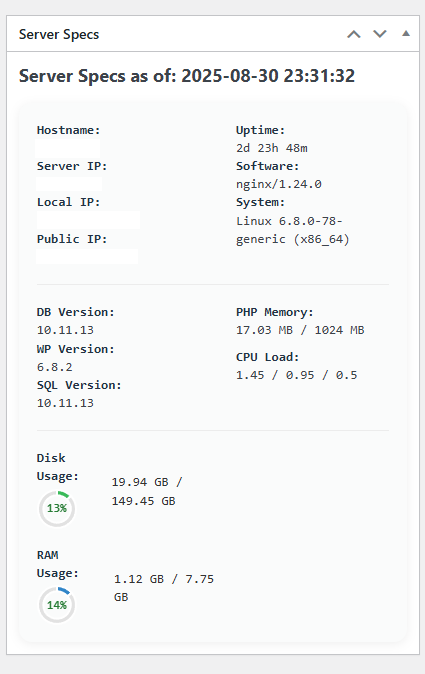 Server Specs
Server Specs as of: 2025-08-30 23:31:32
Hostname:
Server IP:
Local IP:
Public IP:
Uptime:
2d 23h 48m
Software:
nginx/1.24.0
System:
Linux 6.8.0-78-
generic (x86_64)
DB Version:
10.11.13
WP Version:
6.8.2
SQL Version:
10.11.13
PHP Memory:
17.03 MB / 1024 MB
CPU Load:
1.45 / 0.95 / 0.5
Disk
Usage:
13%
19.94 GB /
149.45 GB
RAM
Usage:
14%
1.12 GB / 7.75
GB